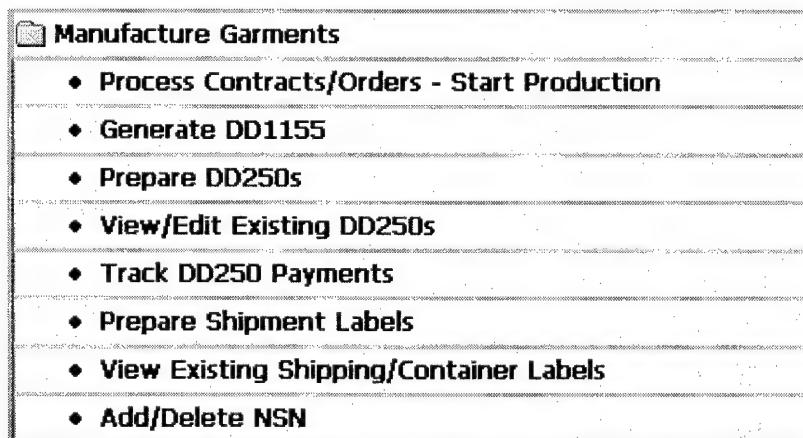 Manufacture Garments
Process Contracts/Orders - Start Production
Generate DD1155
Prepare DD250s
View/Edit Existing DD250s
Track DD250 Payments
Prepare Shipment Labels
View Existing Shipping/Container Labels
Add/Delete NSN